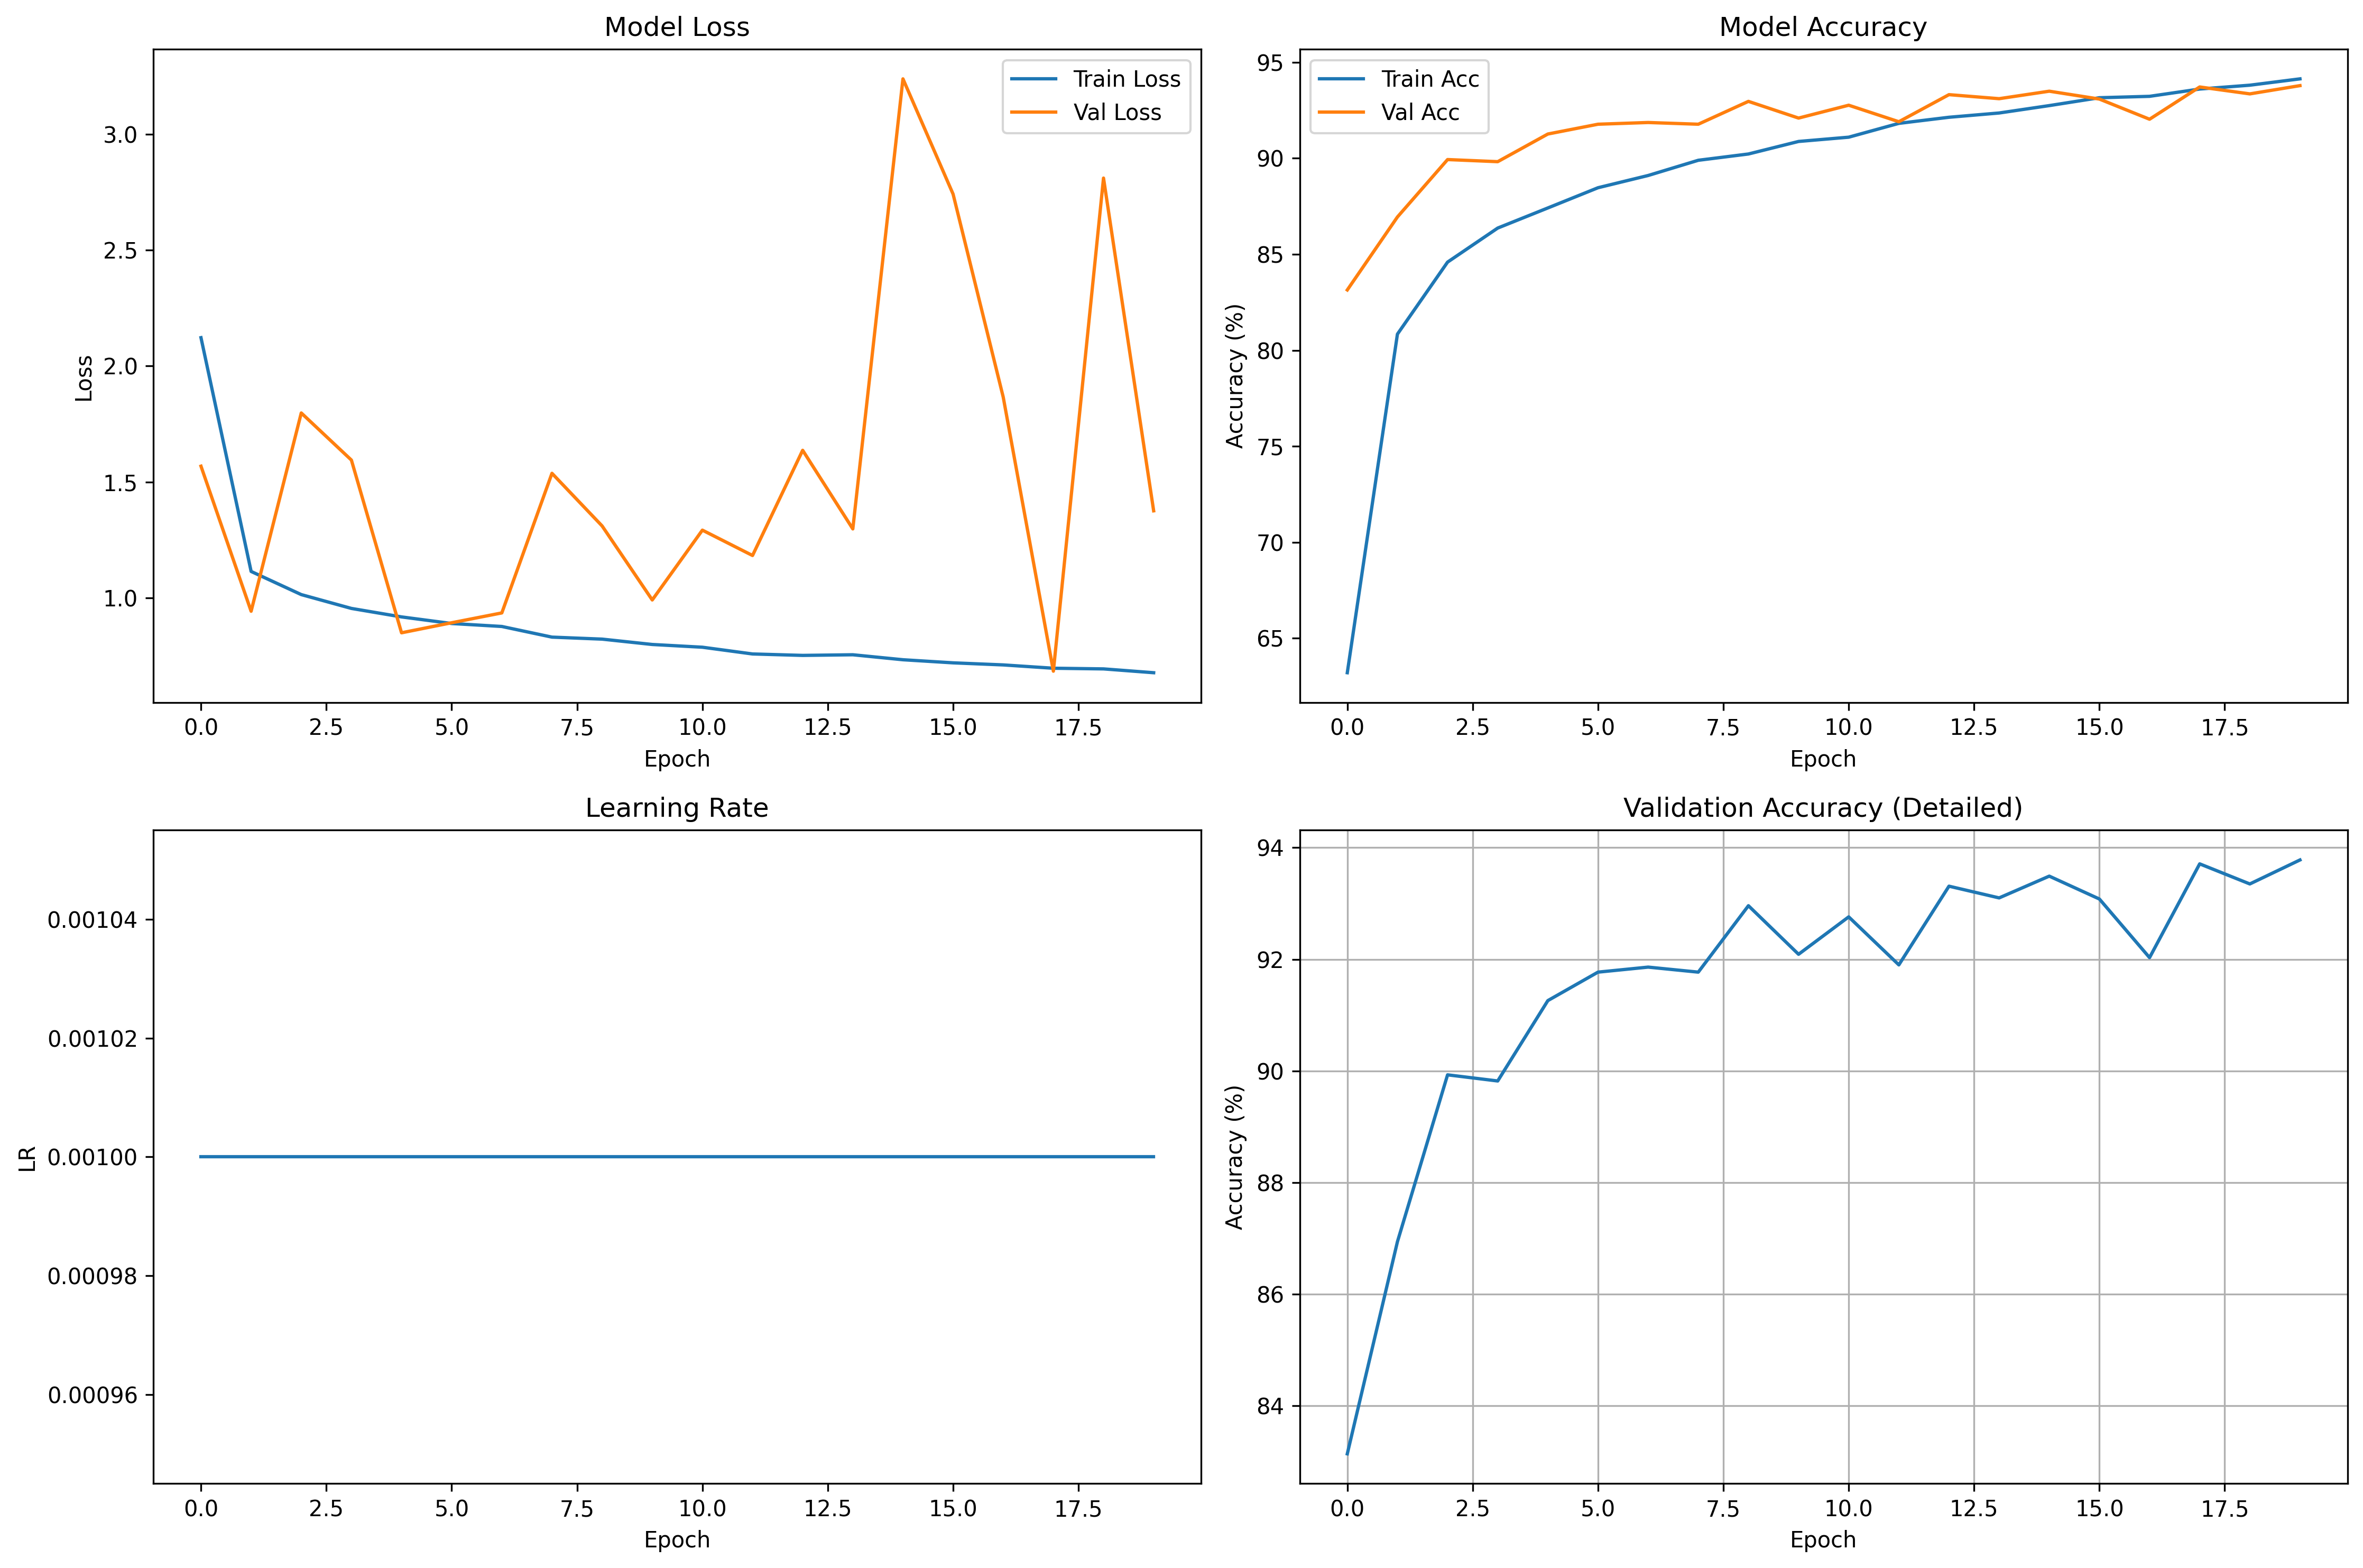 Model Loss
Train Loss
Val Loss
Loss
3.0
2.5
2.0
1.5
1.0
0.0 2.5 5.0 7.5 10.0 12.5 15.0 17.5
Epoch
Model Accuracy
Train Acc
Val Acc
Accuracy (%)
95
90
85
80
75
70
65
0.0 2.5 5.0 7.5 10.0 12.5 15.0 17.5
Epoch
Learning Rate
LR
0.00104
0.00102
0.00100
0.00098
0.00096
0.0 2.5 5.0 7.5 10.0 12.5 15.0 17.5
Epoch
Validation Accuracy (Detailed)
Accuracy (%)
94
92
90
88
86
84
0.0 2.5 5.0 7.5 10.0 12.5 15.0 17.5
Epoch